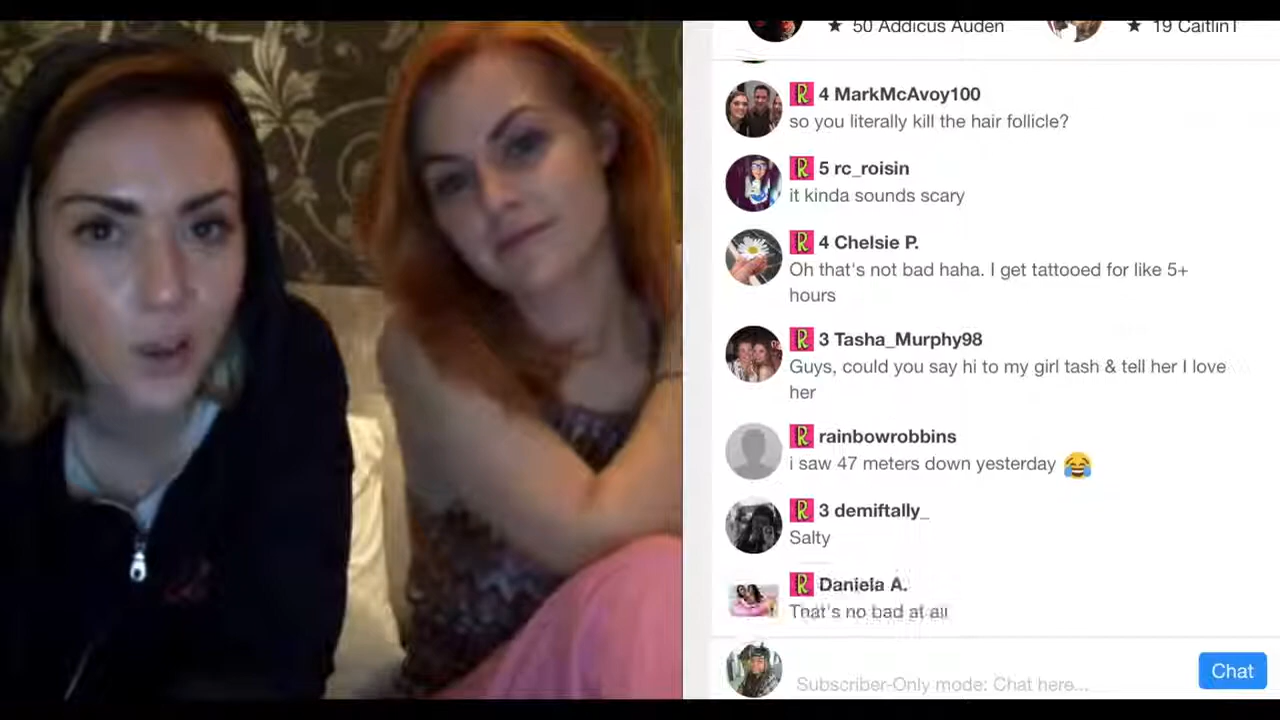 ★ 50 Addicus Auden ★ 19 CaitlinT
R 4 MarkMcAvoy100
so you literally kill the hair follicle?
R 5 rc_roisin
it kinda sounds scary
R 4 Chelsie P.
Oh that's not bad haha. I get tattooed for like 5+
hours
R 3 Tasha_Murphy98
Guys, could you say hi to my girl tash & tell her I love
her
R rainbowrobbins
i saw 47 meters down yesterday 😂
R 3 demiftally_
Salty
R Daniela A.
That's no bad at all
Subscriber-Only mode: Chat here...
Chat